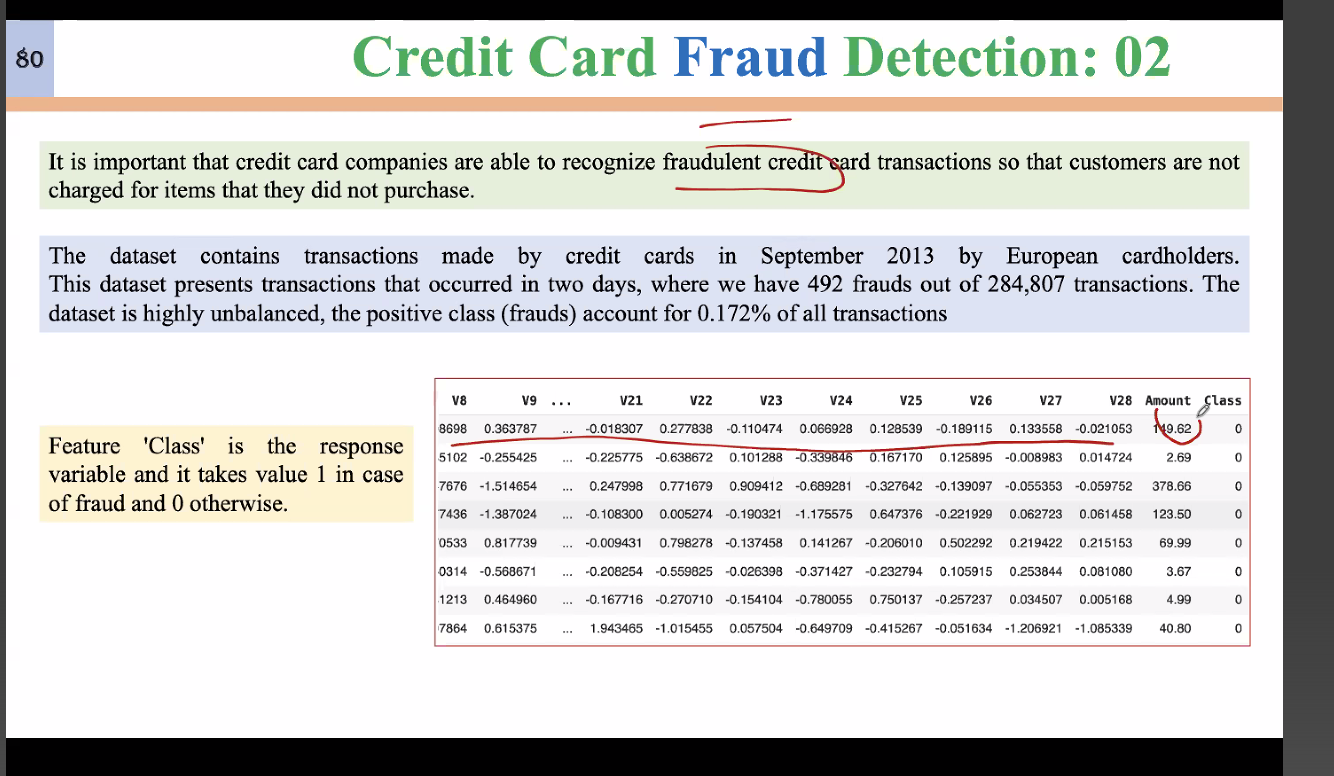 80
Credit Card Fraud Detection: 02
It is important that credit card companies are able to recognize fraudulent credit card transactions so that customers are not
charged for items that they did not purchase.
The dataset contains transactions made by credit cards in September 2013 by European cardholders.
This dataset presents transactions that occurred in two days, where we have 492 frauds out of 284,807 transactions. The
dataset is highly unbalanced, the positive class (frauds) account for 0.172% of all transactions
Feature 'Class' is the response
variable and it takes value 1 in case
of fraud and 0 otherwise.
V8 V9 ... V21 V22 V23 V24 V25 V26 V27 V28 Amount Class
8698 0.363787 ... -0.018307 0.277838 -0.110474 0.066928 0.128539 -0.189115 0.133558 -0.021053 149.62 0
5102 -0.255425 ... -0.225775 -0.638672 0.101288 -0.339846 0.167170 0.125895 -0.008983 0.014724 2.69 0
7676 -1.514654 ... 0.247998 0.771679 0.909412 -0.689281 -0.327642 -0.139097 -0.055353 -0.059752 378.66 0
7436 -1.387024 ... -0.108300 0.005274 -0.190321 -1.175575 0.647376 -0.221929 0.062723 0.061458 123.50 0
0533 0.817739 ... -0.009431 0.798278 -0.137458 0.141267 -0.206010 0.502292 0.219422 0.215153 69.99 0
0314 -0.568671 ... -0.208254 -0.559825 -0.026398 -0.371427 -0.232794 0.105915 0.253844 0.081080 3.67 0
1213 0.464960 ... -0.167716 -0.270710 -0.154104 -0.780055 0.750137 -0.257237 0.034507 0.005168 4.99 0
7864 0.615375 ... 1.943465 -1.015455 0.057504 -0.649709 -0.415267 -0.051634 -1.206921 -1.085339 40.80 0